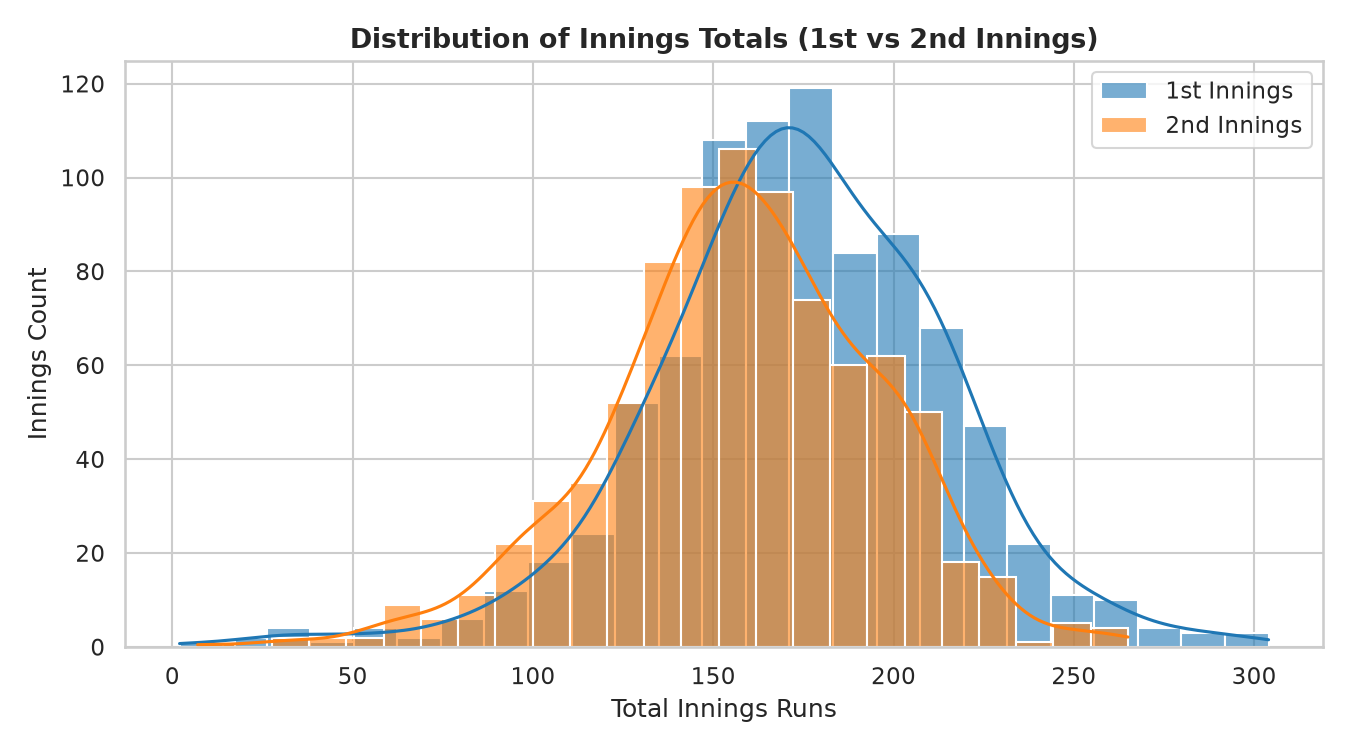 Distribution of Innings Totals (1st vs 2nd Innings)
1st Innings
2nd Innings
Innings Count
120
100
80
60
40
20
0
0 50 100 150 200 250 300
Total Innings Runs